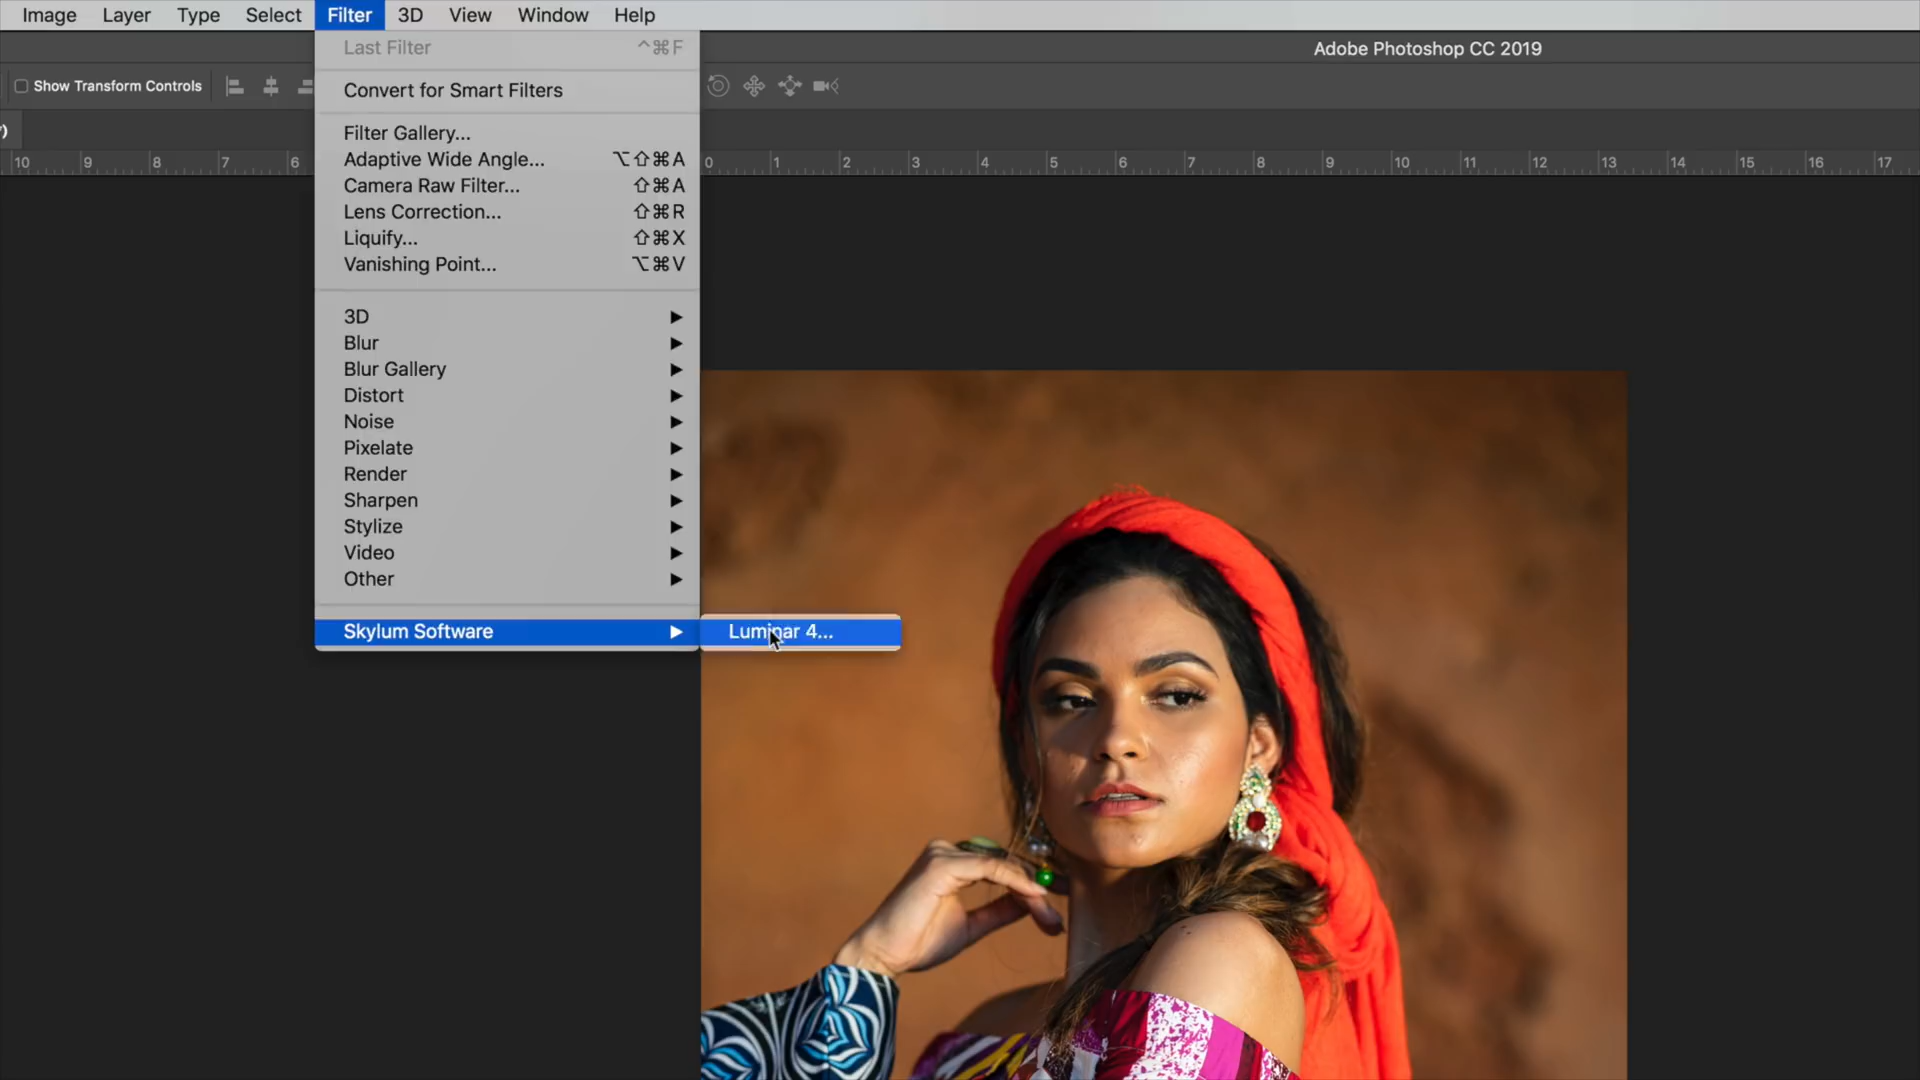 Image Layer Type Select Filter 3D View Window Help
Adobe Photoshop CC 2019
Show Transform Controls
)
10 9 8 7 6 0 1 2 3 4 5 6 7 8 9 10 11 12 13 14 15 16 17
Last Filter ^⌘F
Convert for Smart Filters
Filter Gallery...
Adaptive Wide Angle... ⌥⇧⌘A
Camera Raw Filter... ⇧⌘A
Lens Correction... ⇧⌘R
Liquify... ⇧⌘X
Vanishing Point... ⌥⌘V
3D
Blur
Blur Gallery
Distort
Noise
Pixelate
Render
Sharpen
Stylize
Video
Other
Skylum Software
Luminar 4...